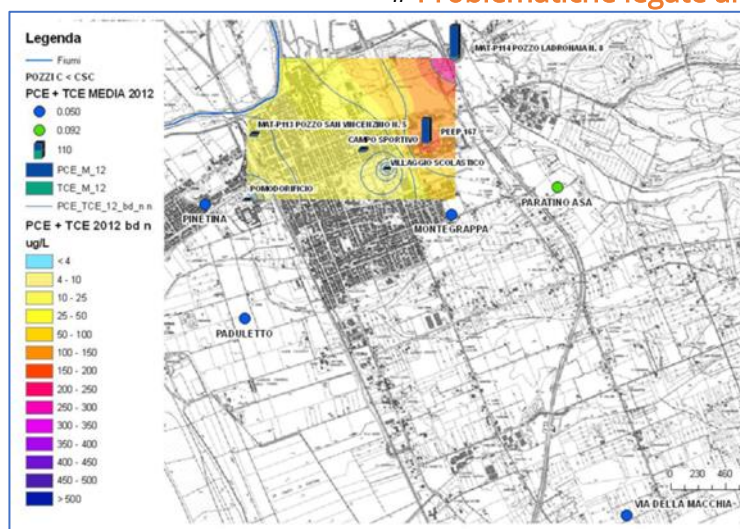 # Problematiche legate al
Legenda
Fiumi
POZZI C < CSC
PCE + TCE MEDIA 2012
0.050
0.092
110
PCE_M_12
TCE_M_12
PCE_TCE_12_bd_n n
PCE + TCE 2012 bd n
ug/L
< 4
4 - 10
10 - 25
25 - 50
50 - 100
100 - 150
150 - 200
200 - 250
250 - 300
300 - 350
350 - 400
400 - 450
450 - 500
> 500
MAT-P114 POZZO LADRONAIA N. 8
MAT-P113 POZZO SAN VINCENZINO N. 5
PEEP 167
CAMPO SPORTIVO
VILLAGGIO SCOLASTICO
POMODORIFICIO
PINETINA
PARATINO ASA
MONTEGRAPPA
PADULETTO
0 230 460
VIA DELLA MACCHIA